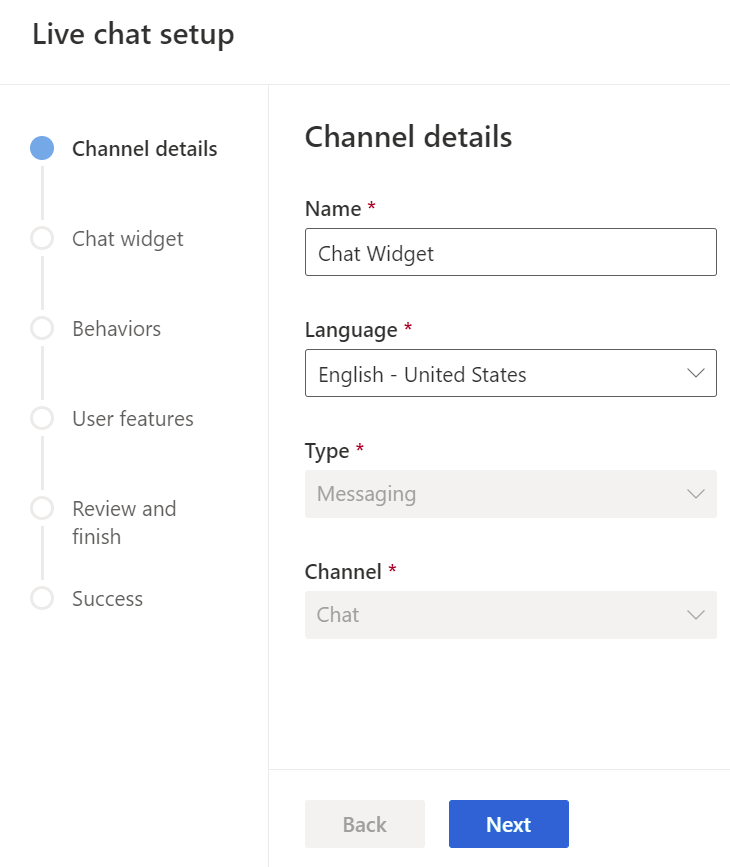 Live chat setup
Channel details
Chat widget
Behaviors
User features
Review and
finish
Success
Channel details
Name *
Chat Widget
Language *
English - United States
Type *
Messaging
Channel *
Chat
Back
Next